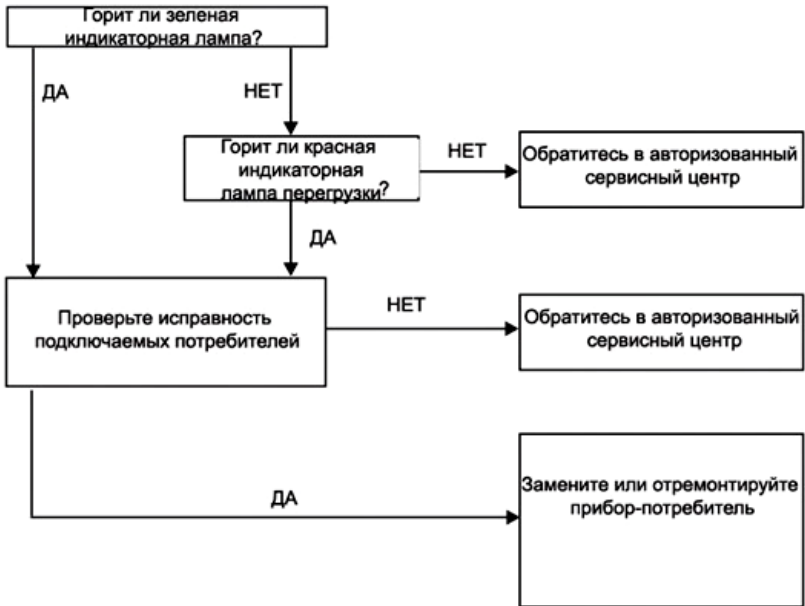 Горит ли зеленая
индикаторная лампа?
ДА
НЕТ
Горит ли красная
индикаторная
лампа перегрузки?
НЕТ
Обратитесь в авторизованный
сервисный центр
ДА
Проверьте исправность
подключаемых потребителей
НЕТ
Обратитесь в авторизованный
сервисный центр
ДА
Замените или отремонтируйте
прибор-потребитель